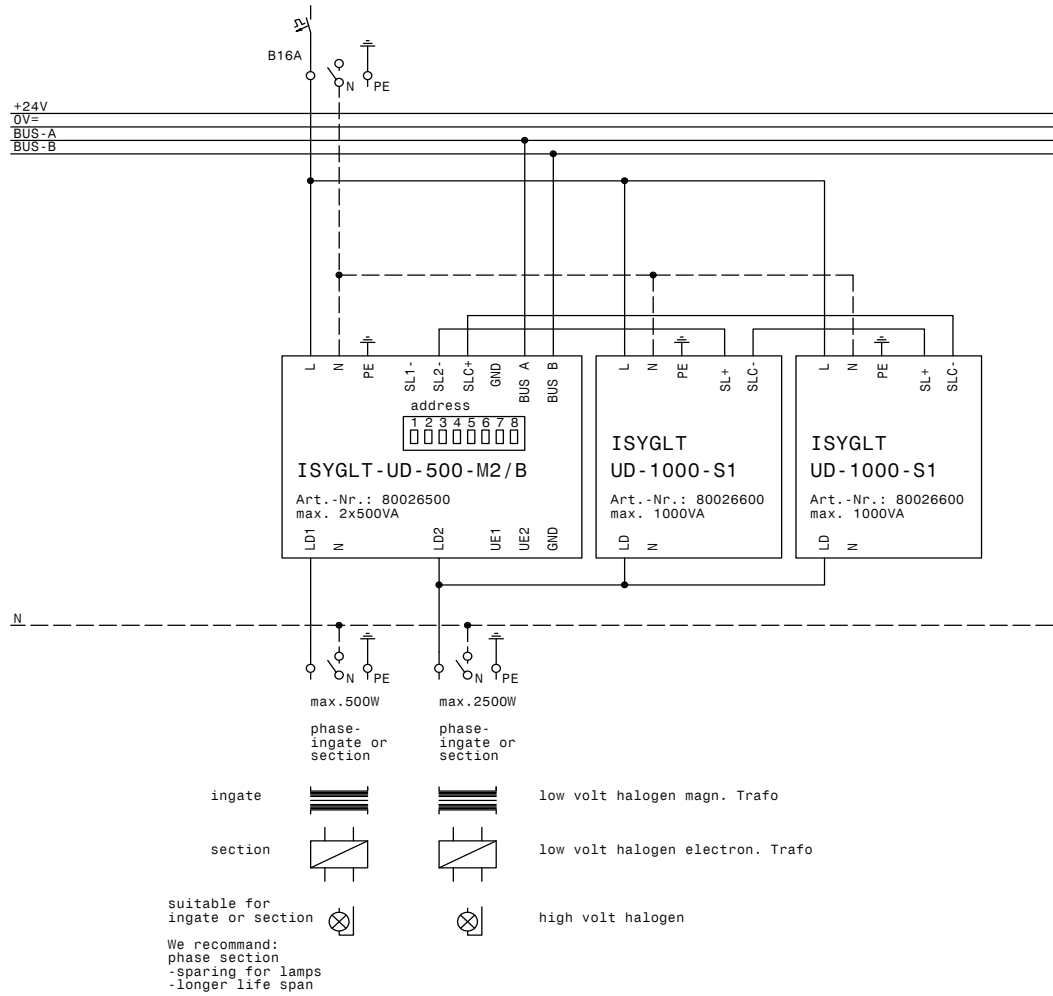 B16A
N
PE
+24V
0V=
BUS-A
BUS-B
L
N
PE
SL1-
SL2-
SLC+
GND
BUS A
BUS B
L
N
PE
SL+
SLC-
L
N
PE
SL+
SLC-
address
1 2 3 4 5 6 7 8
ISYGLT-UD-500-M2/B
Art.-Nr.: 80026500
max. 2x500VA
LD1
N
LD2
UE1
UE2
GND
ISYGLT
UD-1000-S1
Art.-Nr.: 80026600
max. 1000VA
LD
N
ISYGLT
UD-1000-S1
Art.-Nr.: 80026600
max. 1000VA
LD
N
N
N
PE
N
PE
max.500W
phase-
ingate or
section
max.2500W
phase-
ingate or
section
ingate
low volt halogen magn. Trafo
section
low volt halogen electron. Trafo
suitable for
ingate or section
high volt halogen
We recommand:
phase section
-sparing for lamps
-longer life span